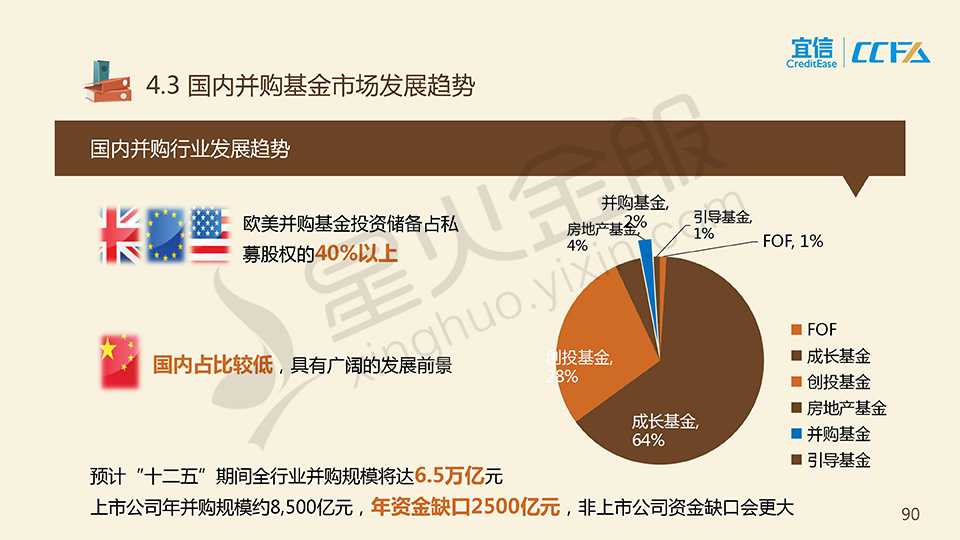 宜信
CreditEase
CCFA
4.3 国内并购基金市场发展趋势
国内并购行业发展趋势
欧美并购基金投资储备占私
募股权的40%以上
国内占比较低，具有广阔的发展前景
并购基金,
2%
房地产基金,
4%
引导基金,
1%
FOF, 1%
创投基金,
28%
成长基金,
64%
FOF
成长基金
创投基金
房地产基金
并购基金
引导基金
预计“十二五”期间全行业并购规模将达6.5万亿元
上市公司年并购规模约8,500亿元，年资金缺口2500亿元，非上市公司资金缺口会更大
90
星火金服
xinghuo.yixin.com